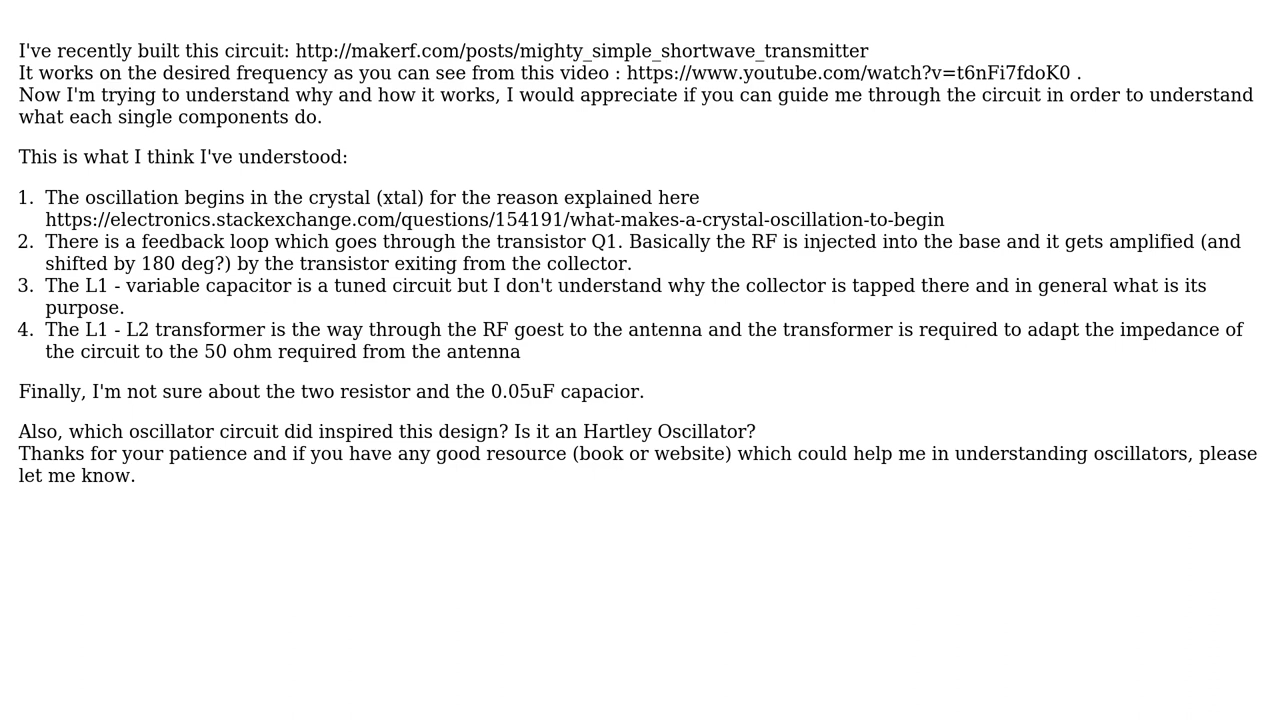 I've recently built this circuit: http://makerf.com/posts/mighty_simple_shortwave_transmitter
It works on the desired frequency as you can see from this video : https://www.youtube.com/watch?v=t6nFi7fdoK0 .
Now I'm trying to understand why and how it works, I would appreciate if you can guide me through the circuit in order to understand
what each single components do.
This is what I think I've understood:
1. The oscillation begins in the crystal (xtal) for the reason explained here
https://electronics.stackexchange.com/questions/154191/what-makes-a-crystal-oscillation-to-begin
2. There is a feedback loop which goes through the transistor Q1. Basically the RF is injected into the base and it gets amplified (and
shifted by 180 deg?) by the transistor exiting from the collector.
3. The L1 - variable capacitor is a tuned circuit but I don't understand why the collector is tapped there and in general what is its
purpose.
4. The L1 - L2 transformer is the way through the RF goest to the antenna and the transformer is required to adapt the impedance of
the circuit to the 50 ohm required from the antenna
Finally, I'm not sure about the two resistor and the 0.05uF capacior.
Also, which oscillator circuit did inspired this design? Is it an Hartley Oscillator?
Thanks for your patience and if you have any good resource (book or website) which could help me in understanding oscillators, please
let me know.